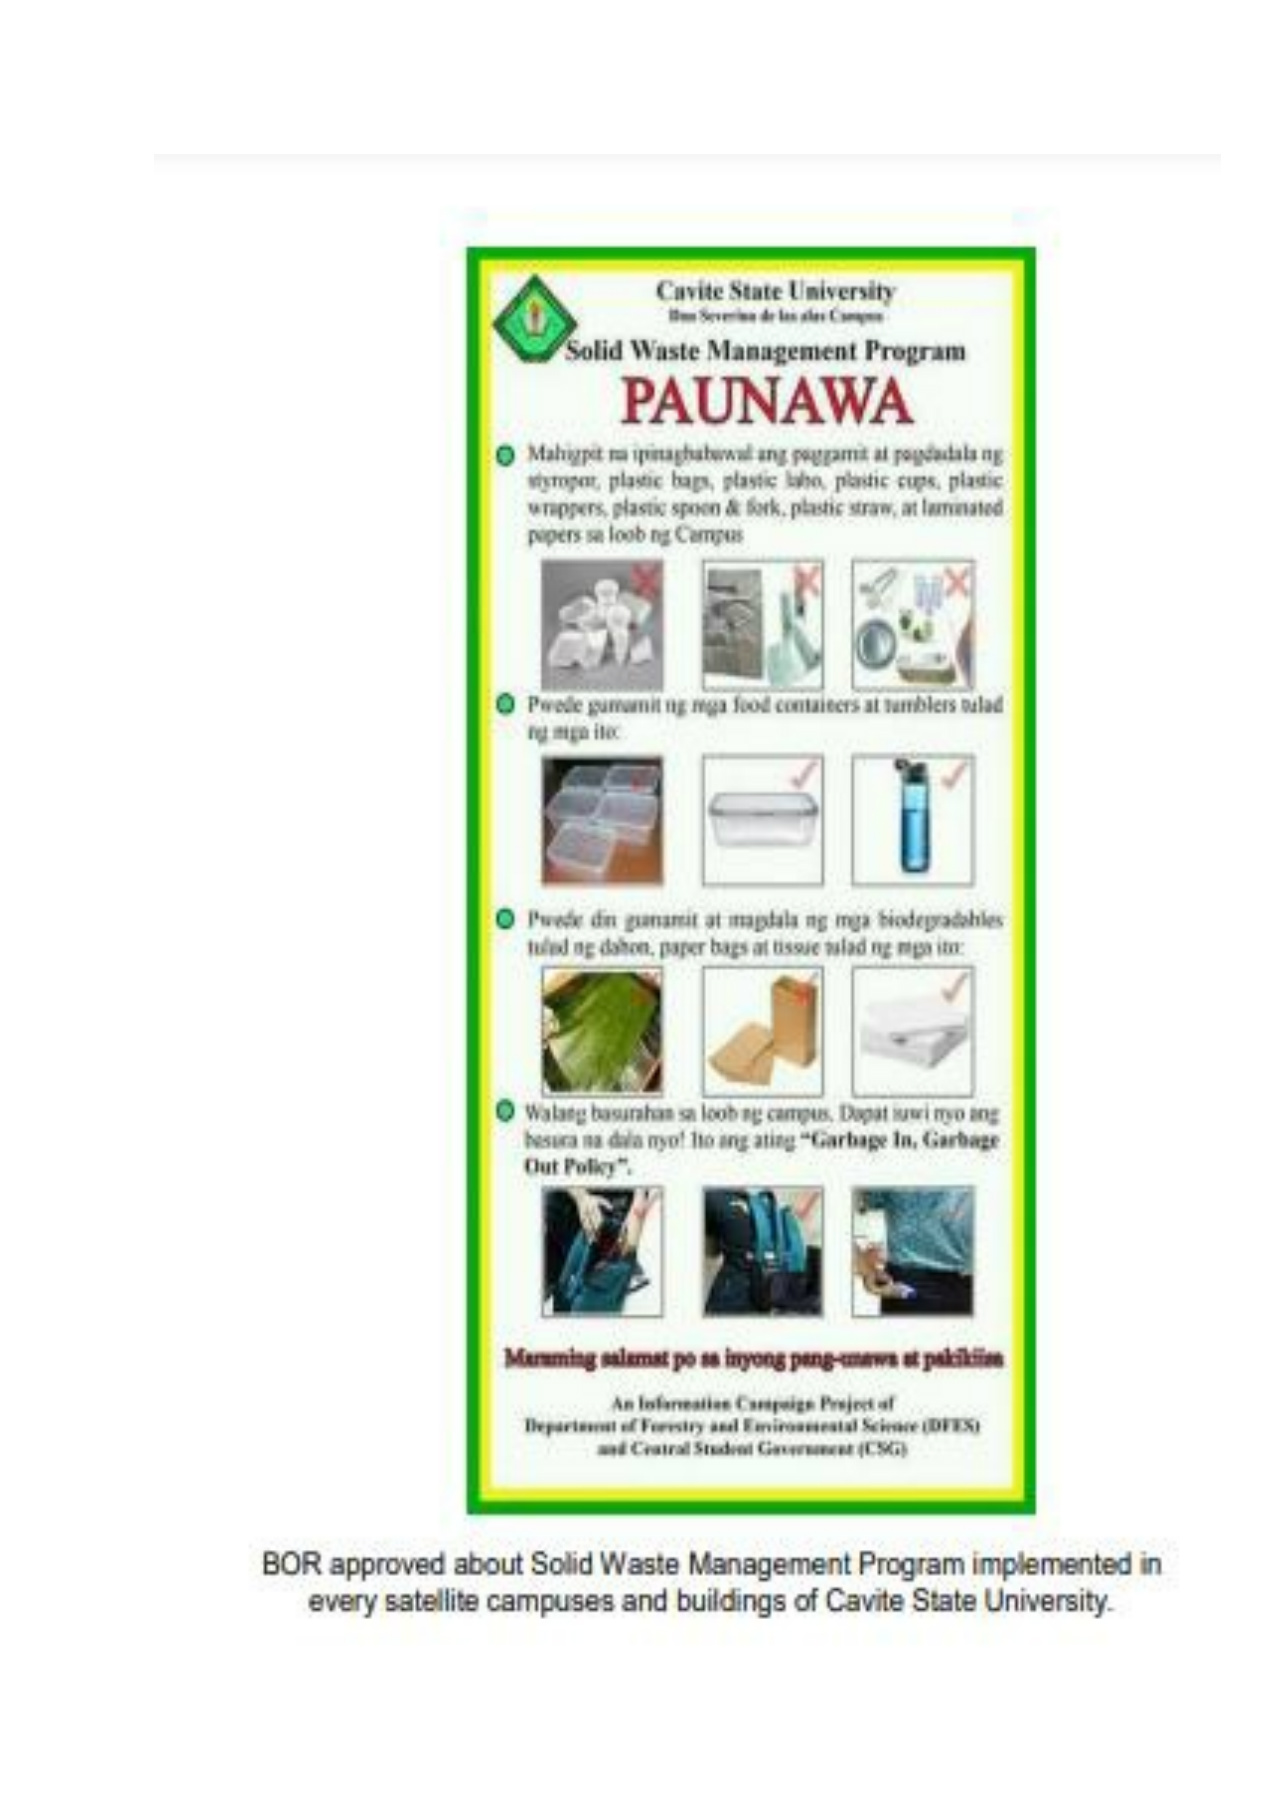 Cavite State University
Don Severino de las alas Campus
Solid Waste Management Program
PAUNAWA
Mahigpit na ipinagbabawal ang paggamit at pagdadala ng
styropor, plastic bags, plastic labo, plastic cups, plastic
wrappers, plastic spoon & fork, plastic straw, at laminated
papers sa loob ng Campus
Pwede gumamit ng mga food containers at tumblers tulad
ng mga ito:
Pwede din gumamit at magdala ng mga biodegradables
tulad ng dahon, paper bags at tissue tulad ng mga ito:
Walang basurahan sa loob ng campus. Dapat iuwi nyo ang
basura na dala nyo! Ito ang ating “Garbage In, Garbage
Out Policy”.
Maraming salamat po sa inyong pang-unawa at pakikiisa
An Information Campaign Project of
Department of Forestry and Environmental Science (DFES)
and Central Student Government (CSG)
BOR approved about Solid Waste Management Program implemented in
every satellite campuses and buildings of Cavite State University.